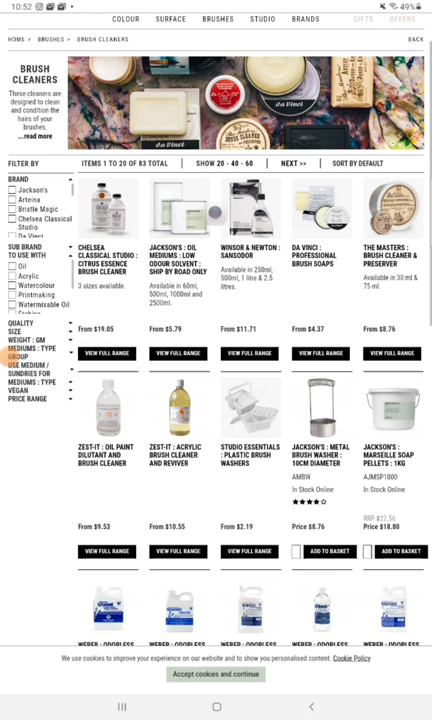 10:52
49%
COLOUR SURFACE BRUSHES STUDIO BRANDS GIFTS OFFERS
HOME > BRUSHES > BRUSH CLEANERS BACK
BRUSH
CLEANERS
These cleaners are
designed to clean
and condition the
hairs of your
brushes,
...read more
da vinci
FILTER BY
ITEMS 1 TO 20 OF 83 TOTAL SHOW 20 - 40 - 60 NEXT >> SORT BY DEFAULT
BRAND
Jackson's
Arteina
Bristle Magic
Chelsea Classical
Studio
Da Vinci
SUB BRAND
TO USE WITH
Oil
Acrylic
Watercolour
Printmaking
Watermixable Oil
Etching
QUALITY
SIZE
WEIGHT : GM
MEDIUMS : TYPE
GROUP
USE MEDIUM /
SUNDRIES FOR
MEDIUMS : TYPE
VEGAN
PRICE RANGE
CHELSEA
CLASSICAL
STUDIO :
CITRUS ESSENCE
BRUSH CLEANER
3 sizes available.
From $19.05
VIEW FULL RANGE
JACKSON'S : OIL
MEDIUMS : LOW
ODOUR SOLVENT :
SHIP BY ROAD ONLY
Available in 60ml,
500ml, 1000ml and
2500ml.
From $5.79
VIEW FULL RANGE
WINSOR & NEWTON :
SANSODOR
Available in 250ml,
500ml, 1 litre & 2.5
litres.
From $11.71
VIEW FULL RANGE
DA VINCI :
PROFESSIONAL
BRUSH SOAPS
From $4.37
VIEW FULL RANGE
THE MASTERS :
BRUSH CLEANER &
PRESERVER
Available in 30 ml &
75 ml.
From $8.76
VIEW FULL RANGE
ZEST-IT : OIL PAINT
DILUTANT AND
BRUSH CLEANER
From $9.53
VIEW FULL RANGE
ZEST-IT : ACRYLIC
BRUSH CLEANER
AND REVIVER
From $10.55
VIEW FULL RANGE
STUDIO ESSENTIALS
: PLASTIC BRUSH
WASHERS
From $2.19
VIEW FULL RANGE
JACKSON'S : METAL
BRUSH WASHER :
10CM DIAMETER
AMBW
In Stock Online
Price $8.76
ADD TO BASKET
JACKSON'S :
MARSEILLE SOAP
PELLETS : 1KG
AJMSP1000
In Stock Online
RRP $22.56
Price $18.80
ADD TO BASKET
WEBER : ODORLESS
WEBER : ODORLESS
WEBER : ODORLESS
WEBER : ODORLESS
WEBER : ODORLESS
We use cookies to improve your experience on our website and to show you personalised content. Cookie Policy
Accept cookies and continue